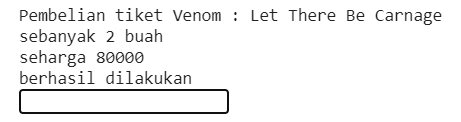 Pembelian tiket Venom : Let There Be Carnage
sebanyak 2 buah
seharga 80000
berhasil dilakukan